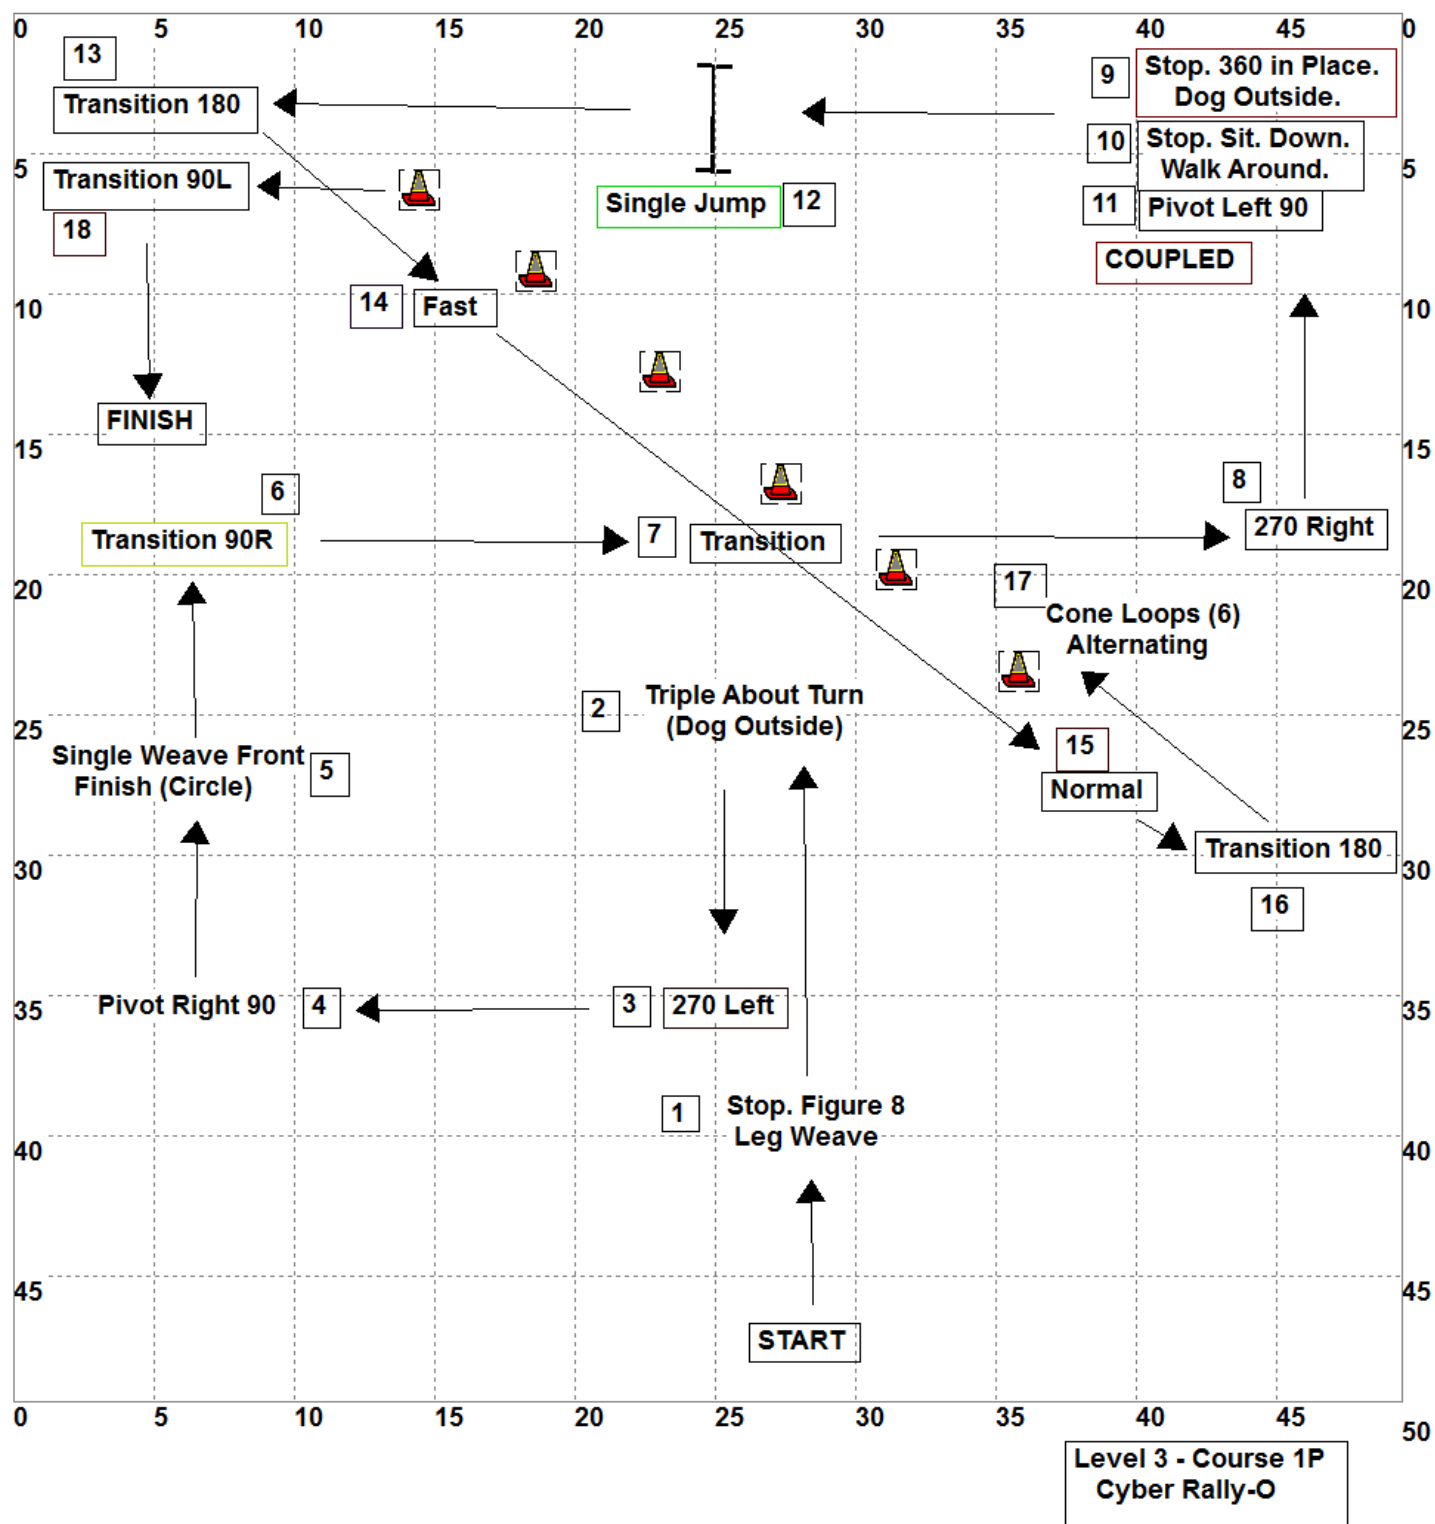 0 5 10 15 20 25 30 35 40 45 0
13
Transition 180
9
Stop. 360 in Place.
Dog Outside.
10
Stop. Sit. Down.
Walk Around.
5
5
Transition 90L
18
Single Jump
12
11
Pivot Left 90
COUPLED
10
14
Fast
10
FINISH
15
15
6
8
Transition 90R
7
Transition
270 Right
20
17
20
Cone Loops (6)
Alternating
25
2
Triple About Turn
(Dog Outside)
25
15
Normal
Single Weave Front
Finish (Circle)
5
30
Transition 180
30
16
35
Pivot Right 90
4
3
270 Left
35
1
Stop. Figure 8
Leg Weave
40
40
45
45
START
0 5 10 15 20 25 30 35 40 45 50
Level 3 - Course 1P
Cyber Rally-O